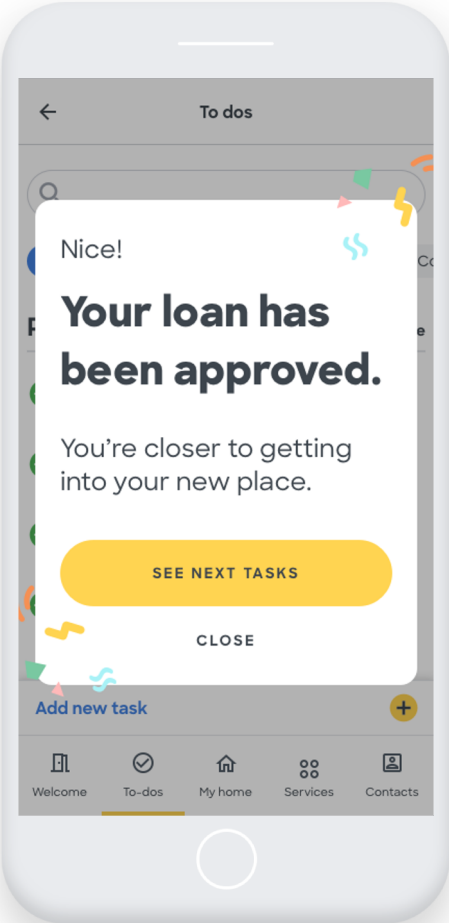 To dos
Nice!
Your loan has
been approved.
You're closer to getting
into your new place.
SEE NEXT TASKS
CLOSE
Add new task
Welcome To-dos My home Services Contacts